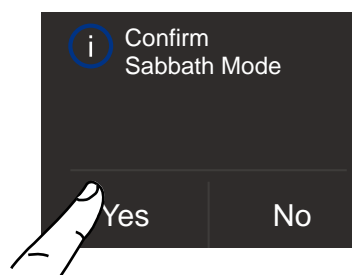 i
Confirm
Sabbath Mode
Yes
No